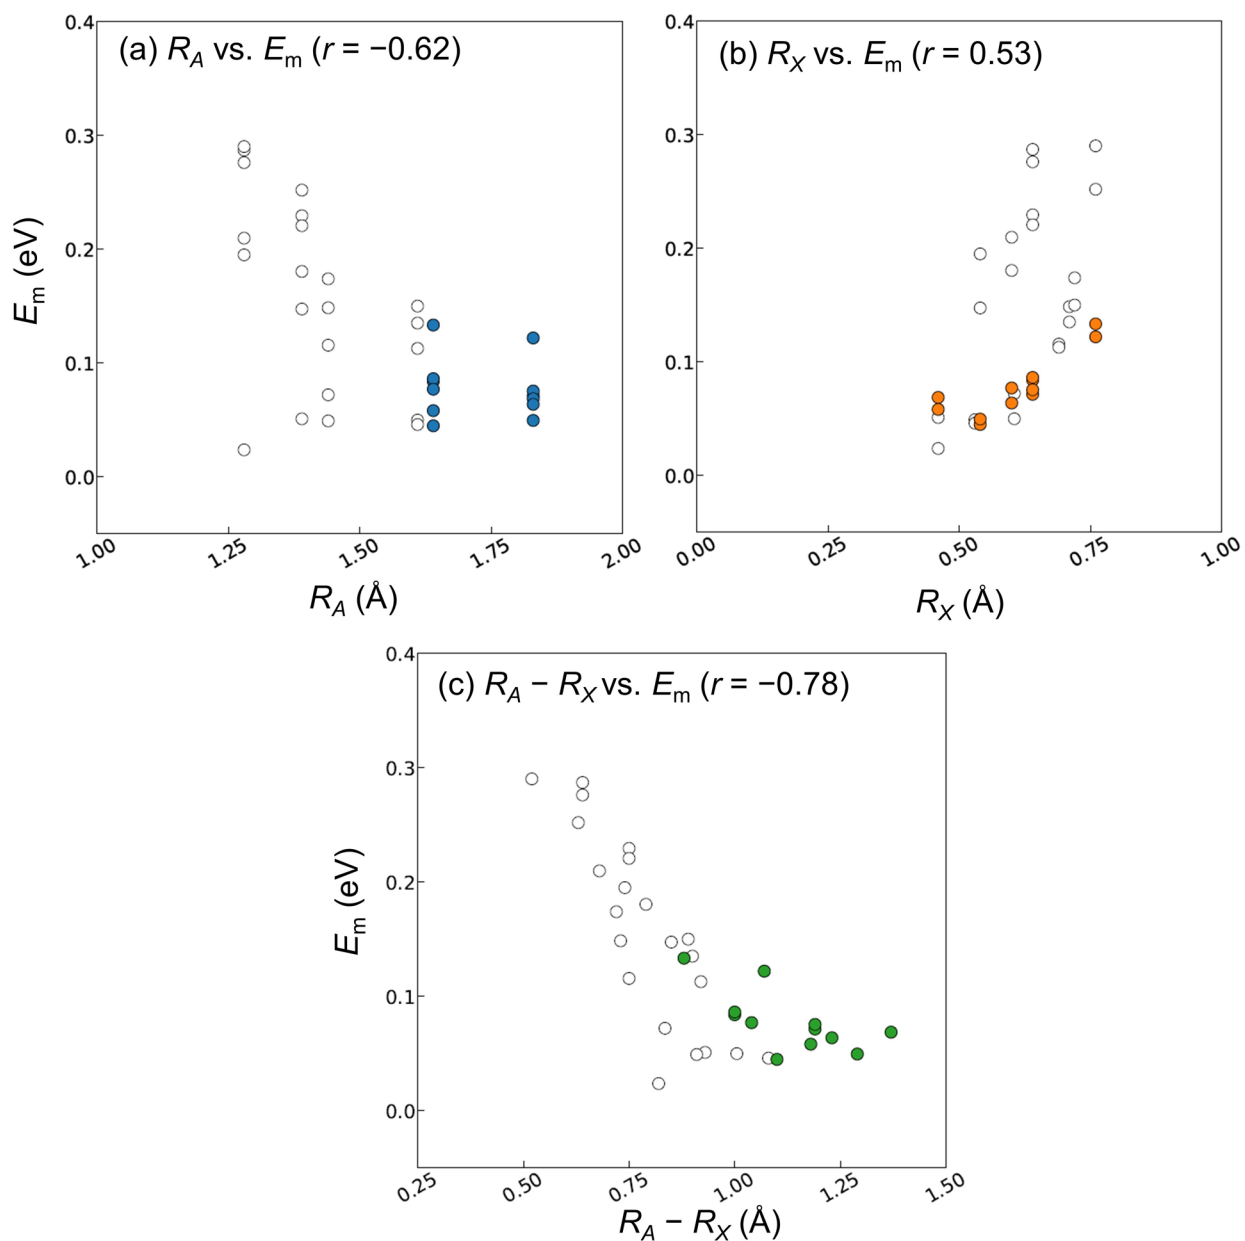 (a) R_A vs. E_m (r = −0.62)
0.4
0.3
0.2
0.1
0.0
E_m (eV)
1.00 1.25 1.50 1.75 2.00
R_A (Å)
(b) R_X vs. E_m (r = 0.53)
0.4
0.3
0.2
0.1
0.0
0.00 0.25 0.50 0.75 1.00
R_X (Å)
(c) R_A − R_X vs. E_m (r = −0.78)
0.4
0.3
0.2
0.1
0.0
E_m (eV)
0.25 0.50 0.75 1.00 1.25 1.50
R_A − R_X (Å)